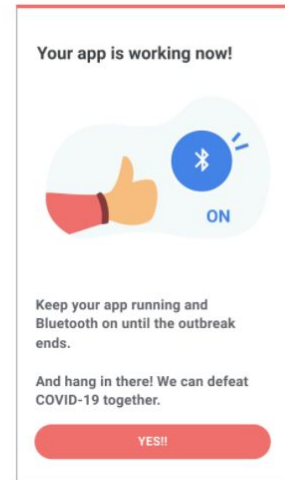 Your app is working now!
ON
Keep your app running and
Bluetooth on until the outbreak
ends.
And hang in there! We can defeat
COVID-19 together.
YES!!